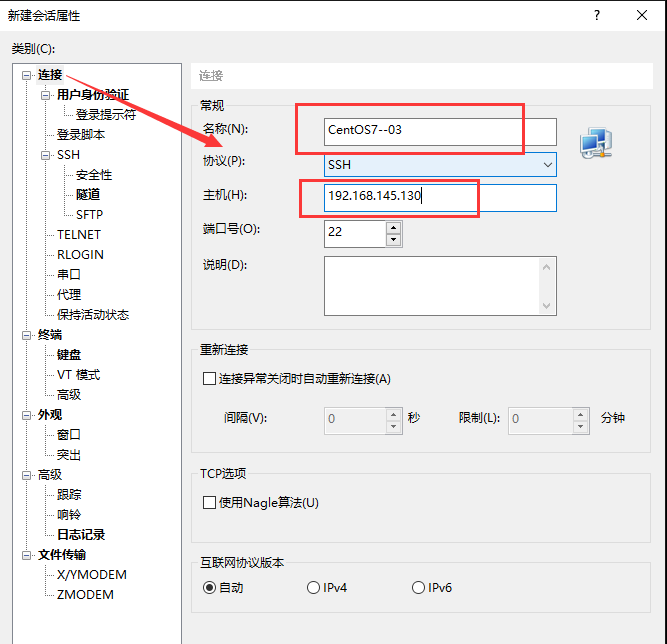 新建会话属性
?
类别(C):
连接
用户身份验证
登录提示符
登录脚本
SSH
安全性
隧道
SFTP
TELNET
RLOGIN
串口
代理
保持活动状态
终端
键盘
VT 模式
高级
外观
窗口
突出
高级
跟踪
响铃
日志记录
文件传输
X/YMODEM
ZMODEM
连接
常规
名称(N): CentOS7--03
协议(P): SSH
主机(H): 192.168.145.130
端口号(O): 22
说明(D):
重新连接
连接异常关闭时自动重新连接(A)
间隔(V): 0 秒 限制(L): 0 分钟
TCP选项
使用Nagle算法(U)
互联网协议版本
自动 IPv4 IPv6